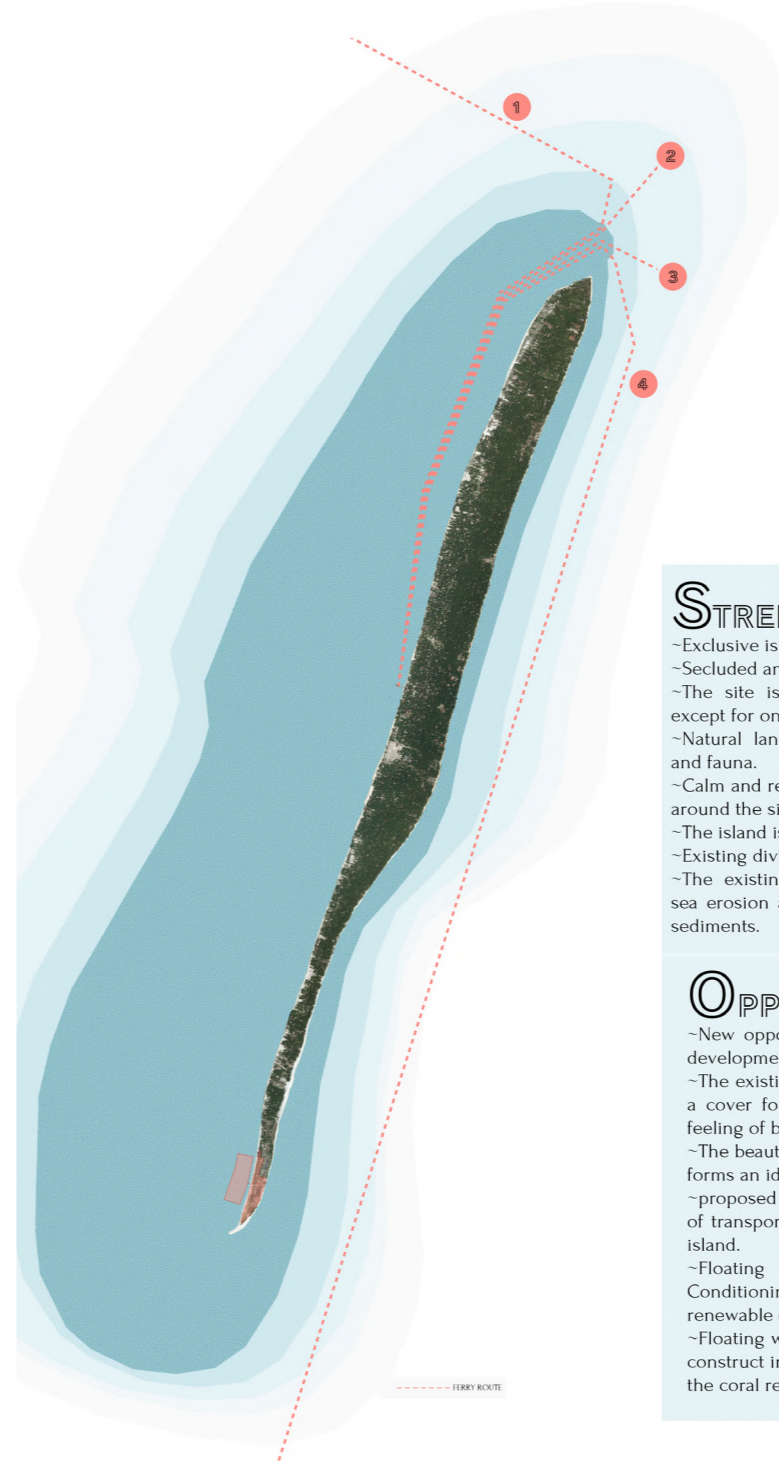 1
2
3
4
STREN
~Exclusive is
~Secluded an
~The site is
except for on
~Natural lan
and fauna.
~Calm and re
around the si
~The island is
~Existing divi
~The existin
sea erosion a
sediments.
OPP
~New oppo
developme
~The existi
a cover fo
feeling of b
~The beaut
forms an id
~proposed
of transpor
island.
~Floating
Conditionin
renewable
~Floating w
construct in
the coral re
FERRY ROUTE